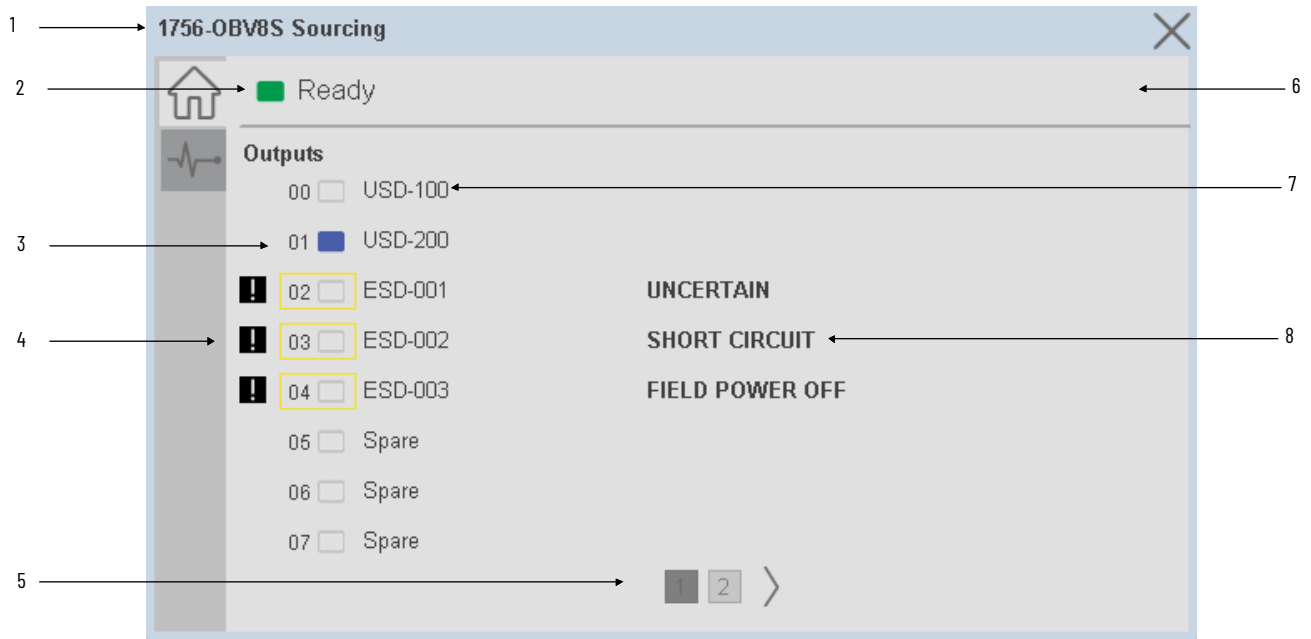 1 1756-OBV8S Sourcing
2 Ready 6
Outputs
00 USD-100 7
3 01 USD-200
! 02 ESD-001 UNCERTAIN
4 ! 03 ESD-002 SHORT CIRCUIT 8
! 04 ESD-003 FIELD POWER OFF
05 Spare
06 Spare
07 Spare
5 1 2